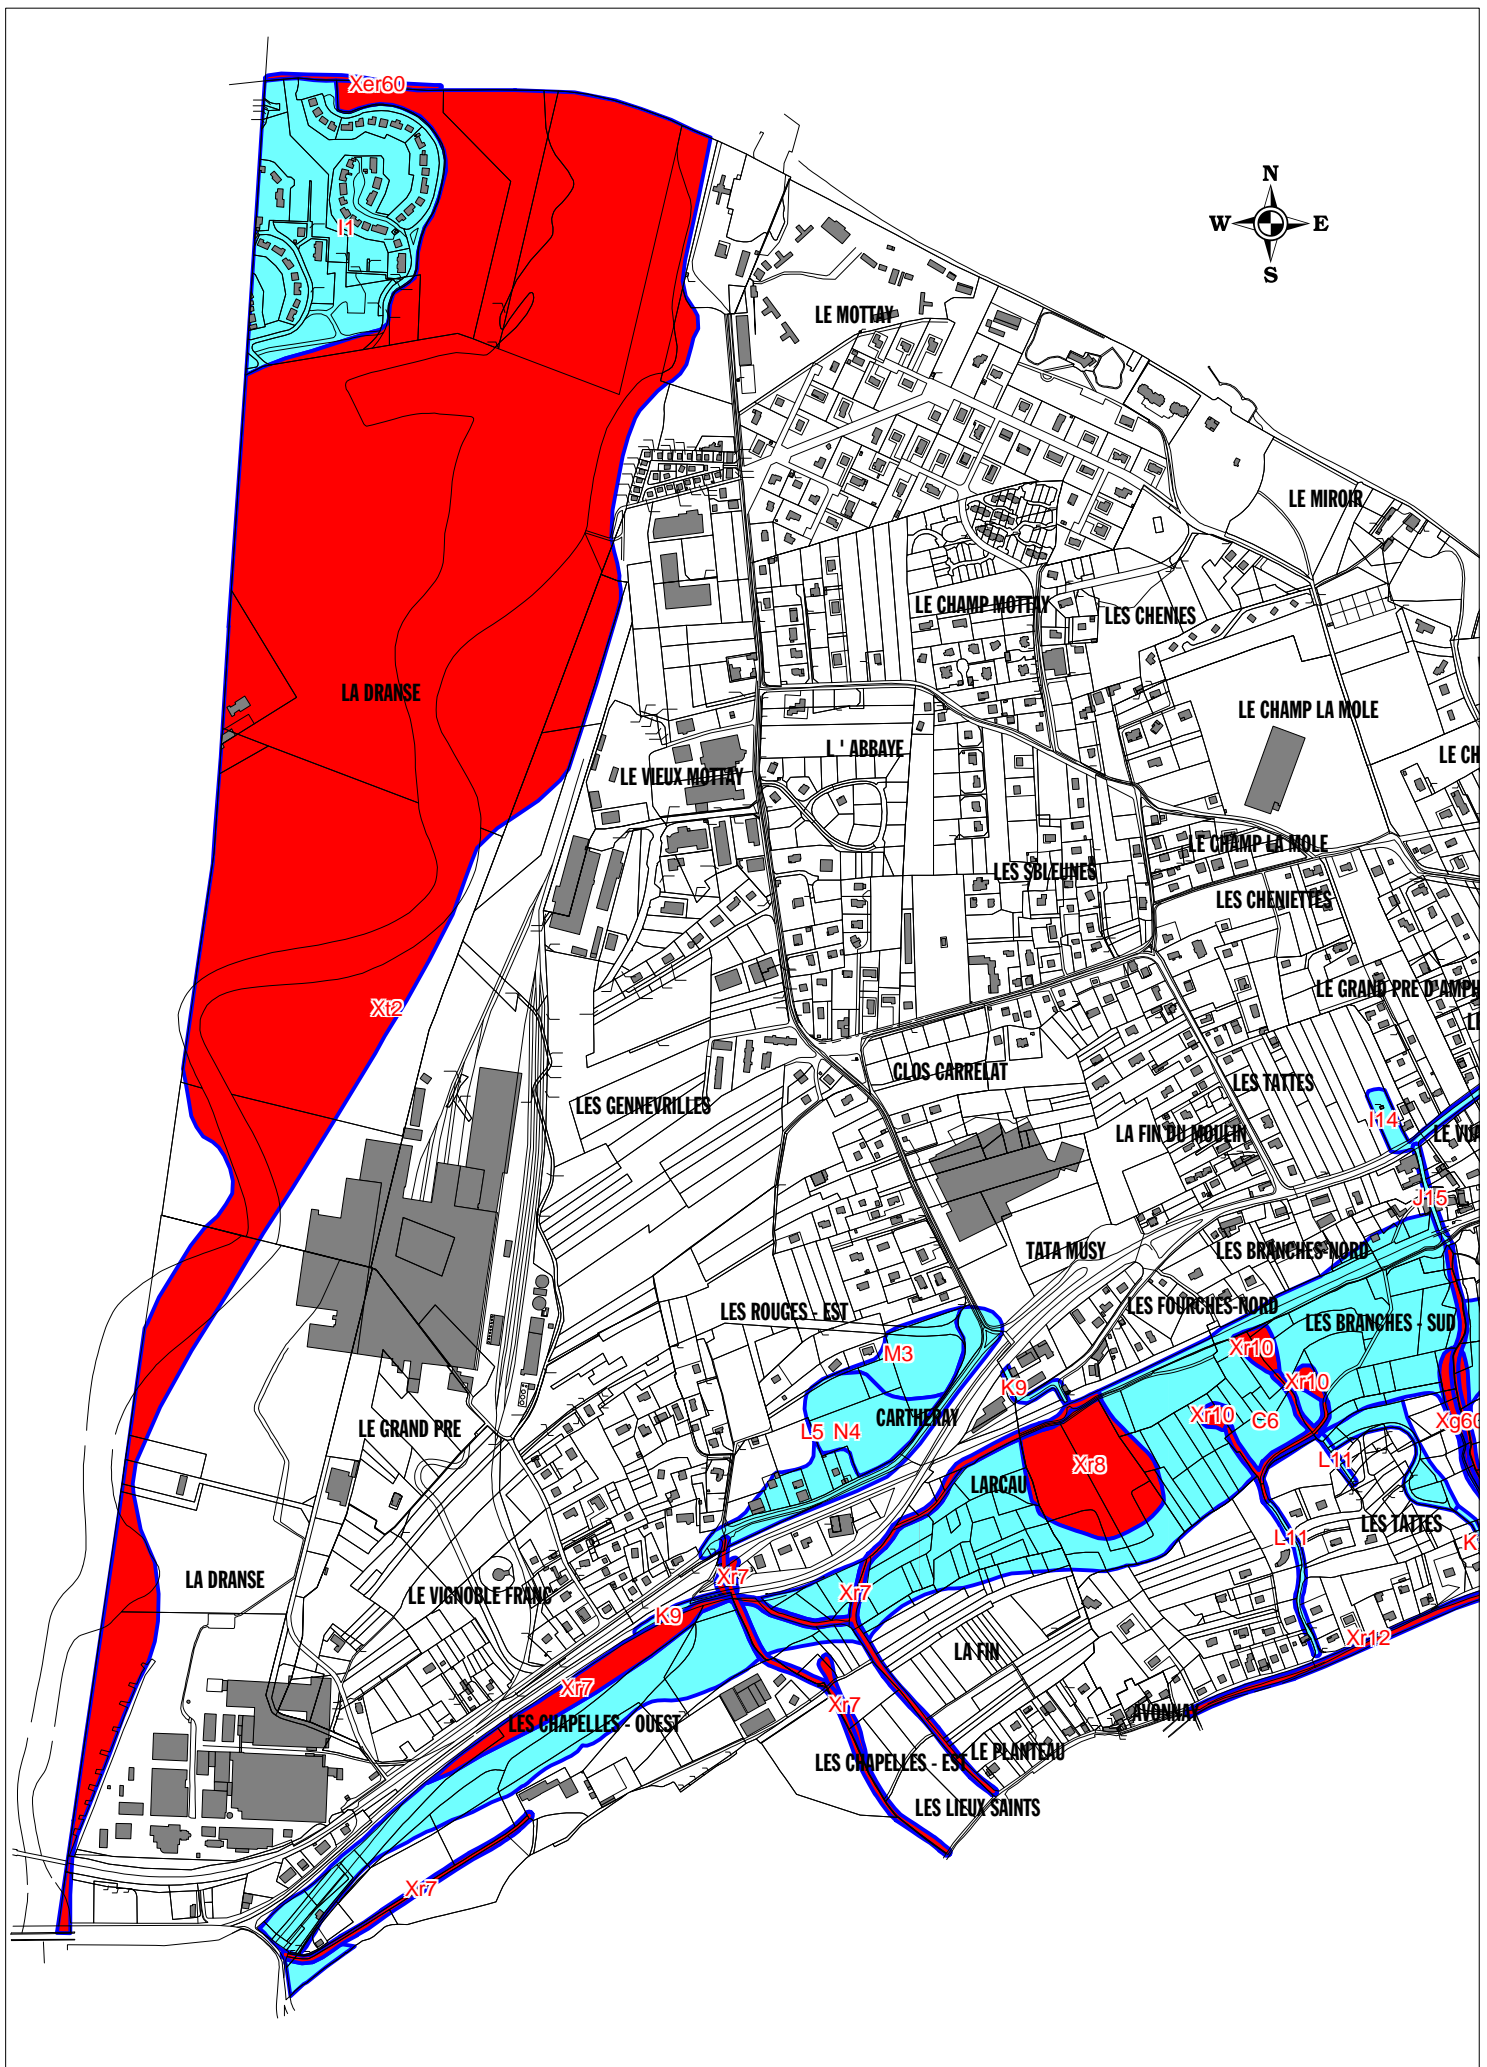 Xer60
N
W E
S
I1
LE MOTTAY
LE MIROIR
LE CHAMP MOTTAY
LES CHENIES
LA DRANSE
LE CHAMP LA MOLE
L ' ABBAYE
LE CH
LE VIEUX MOTTAY
LE CHAMP LA MOLE
LES SBLEUNES
LES CHENIETTES
LE GRAND PRE D'AMPH
Xt2
CLOS CARRELAT
LES TATTES
LES GENNEVRILLES
I14
LA FIN DU MOULIN
LE VUA
J15
TATA MUSY
LES BRANCHES-NORD
LES ROUGES - EST
LES FOURCHES-NORD
LES BRANCHES - SUD
M3
Xr10
K9
Xr10
CARTHERAY
Xr10
C6
Xg60
LE GRAND PRE
L5
N4
L11
Xr8
LARCAU
LES TATTES
L11
K
LA DRANSE
Xr7
LE VIGNOBLE FRANC
Xr7
K9
Xr12
LA FIN
Xr7
Xr7
AVONNAY
LES CHAPELLES - OUEST
LE PLANTEAU
LES CHAPELLES - EST
LES LIEUX SAINTS
Xr7